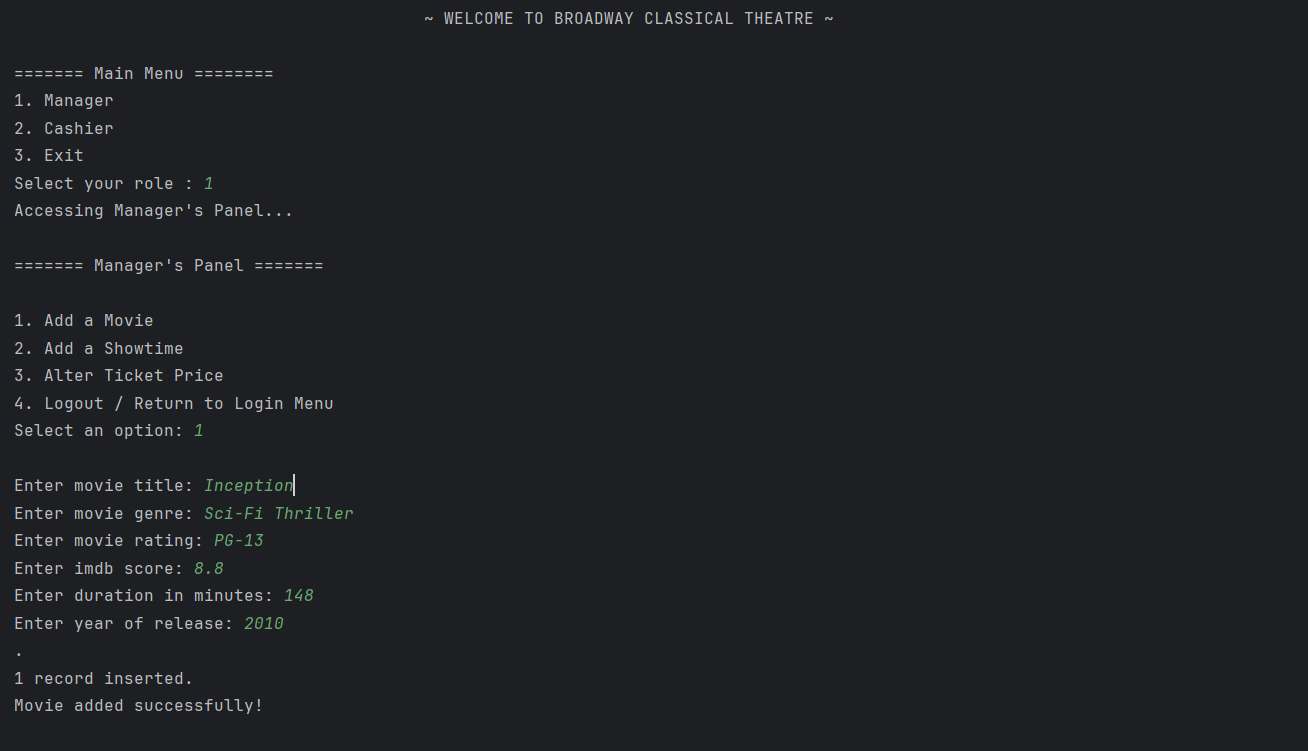 ~ WELCOME TO BROADWAY CLASSICAL THEATRE ~
======= Main Menu ========
1. Manager
2. Cashier
3. Exit
Select your role : 1
Accessing Manager's Panel...
======= Manager's Panel =======
1. Add a Movie
2. Add a Showtime
3. Alter Ticket Price
4. Logout / Return to Login Menu
Select an option: 1
Enter movie title: Inception
Enter movie genre: Sci-Fi Thriller
Enter movie rating: PG-13
Enter imdb score: 8.8
Enter duration in minutes: 148
Enter year of release: 2010
.
1 record inserted.
Movie added successfully!